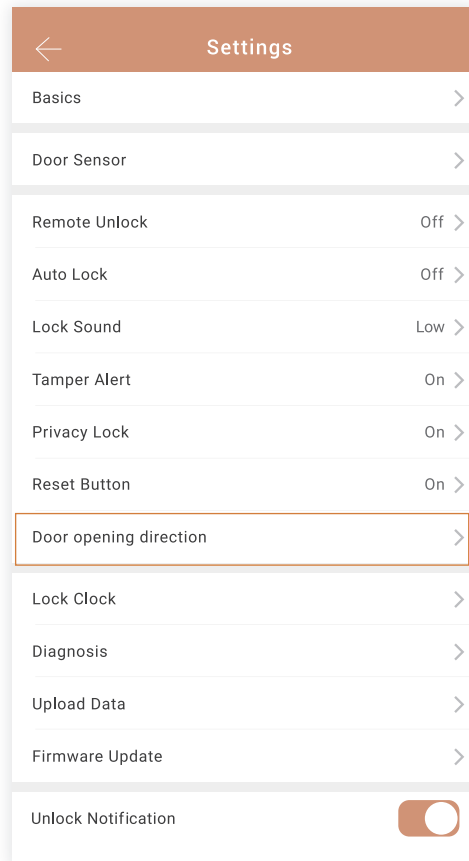 Settings
Basics
Door Sensor
Remote Unlock Off
Auto Lock Off
Lock Sound Low
Tamper Alert On
Privacy Lock On
Reset Button On
Door opening direction
Lock Clock
Diagnosis
Upload Data
Firmware Update
Unlock Notification